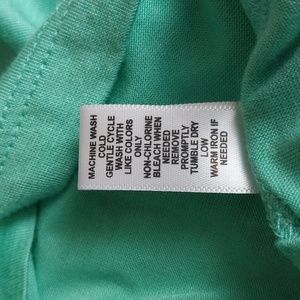 MACHINE WASH
COLD
GENTLE CYCLE
WASH WITH
LIKE COLORS
ONLY
NON-CHLORINE
BLEACH WHEN
NEEDED
REMOVE
PROMPTLY
TUMBLE DRY
LOW
WARM IRON IF
NEEDED